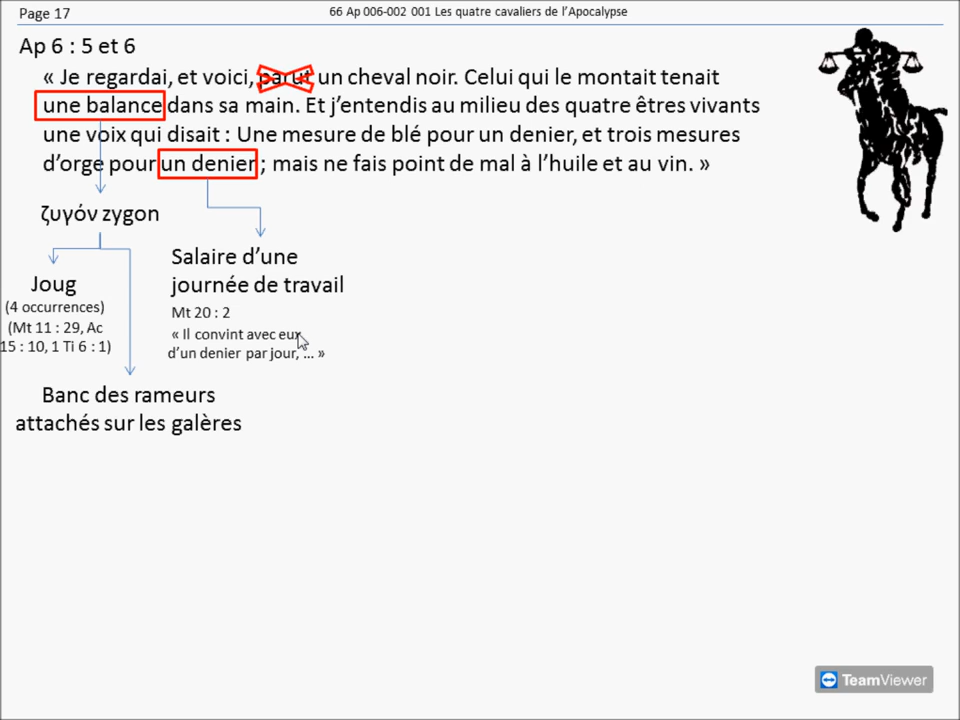 Page 17
66 Ap 006-002 001 Les quatre cavaliers de l’Apocalypse
Ap 6 : 5 et 6
« Je regardai, et voici, parut un cheval noir. Celui qui le montait tenait
une balance dans sa main. Et j’entendis au milieu des quatre êtres vivants
une voix qui disait : Une mesure de blé pour un denier, et trois mesures
d’orge pour un denier ; mais ne fais point de mal à l’huile et au vin. »
ζυγόν zygon
Salaire d’une
journée de travail
Mt 20 : 2
« Il convint avec eux
d’un denier par jour, ... »
Joug
(4 occurrences)
(Mt 11 : 29, Ac
15 : 10, 1 Ti 6 : 1)
Banc des rameurs
attachés sur les galères
TeamViewer